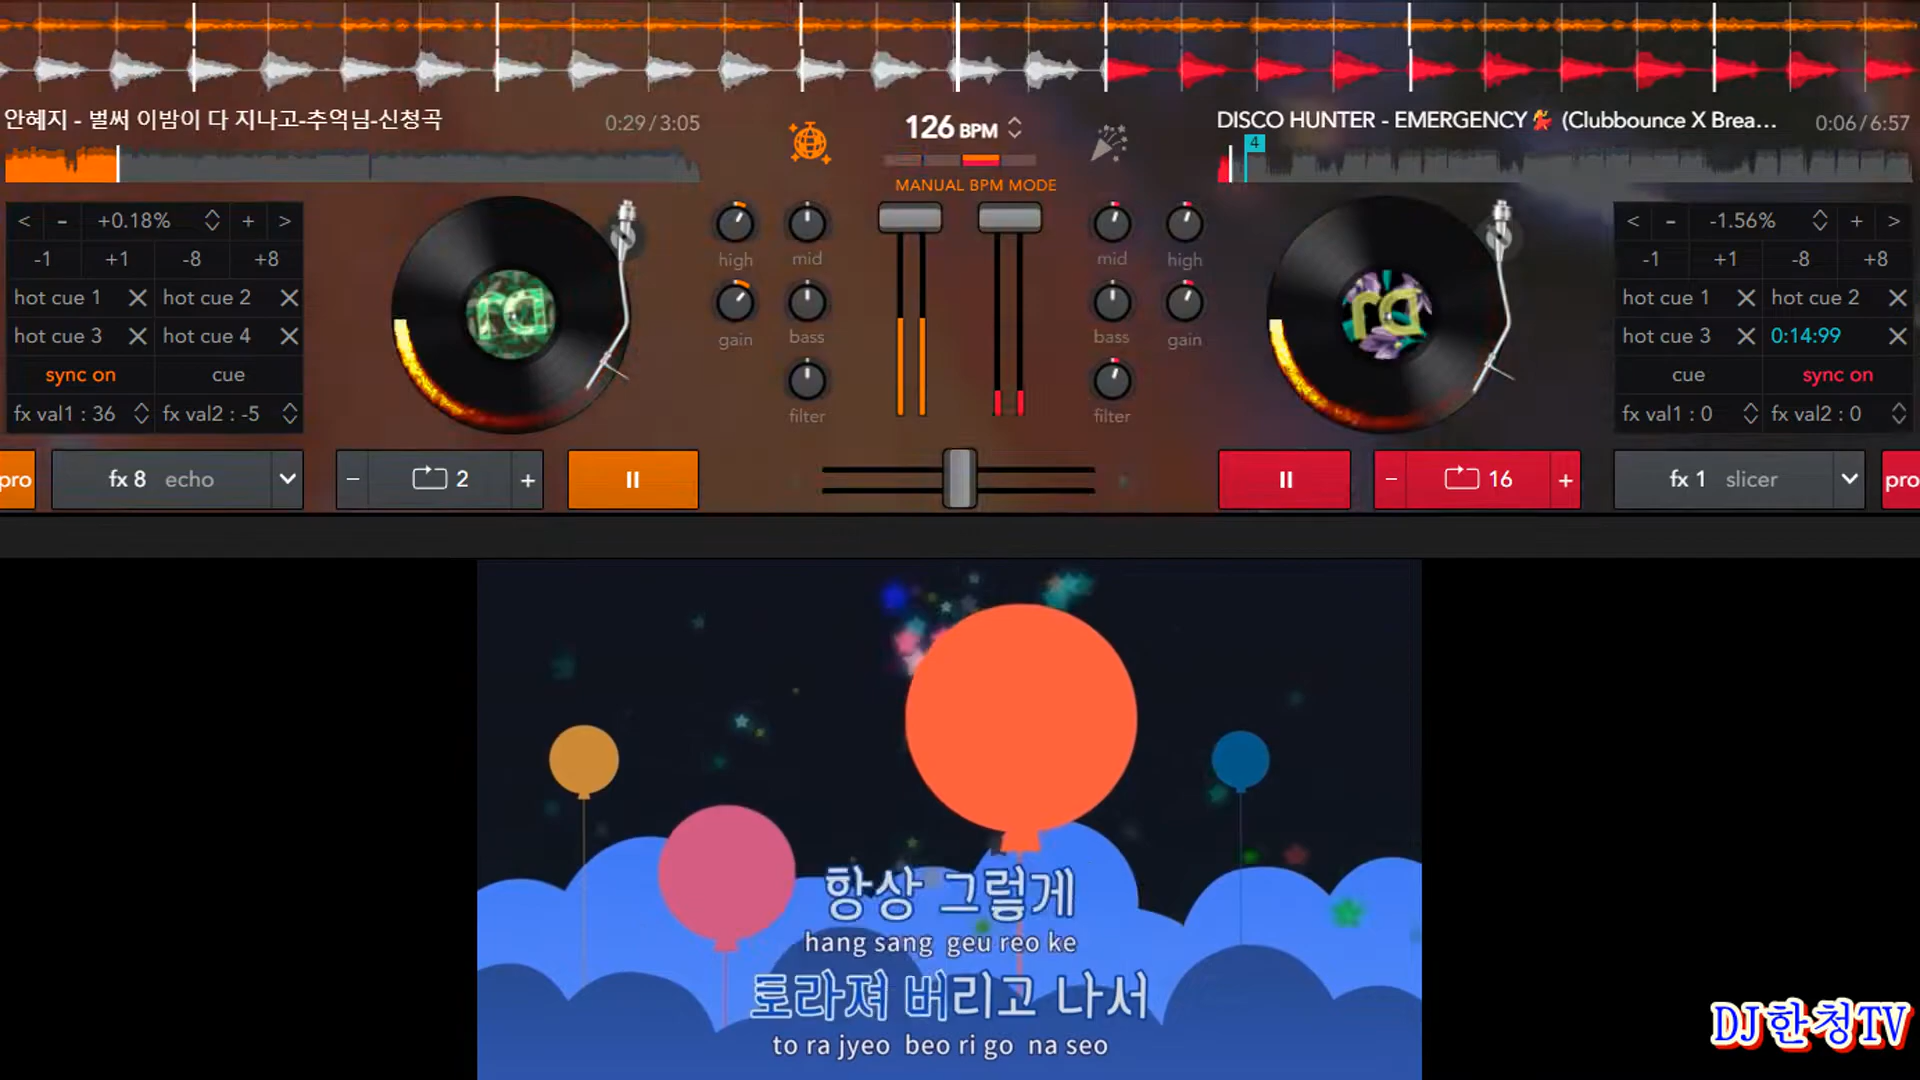 안혜지 - 벌써 이밤이 다 지나고-추억님-신청곡
0:29/3:05
126 BPM
MANUAL BPM MODE
DISCO HUNTER - EMERGENCY💃 (Clubbounce X Brea...
0:06/6:57
4
< - +0.18% + >
-1 +1 -8 +8
hot cue 1 hot cue 2
hot cue 3 hot cue 4
sync on cue
fx val1 : 36 fx val2 : -5
ra
high mid
gain bass
filter
mid high
bass gain
filter
ra
< - -1.56% + >
-1 +1 -8 +8
hot cue 1 hot cue 2
hot cue 3 0:14:99
cue sync on
fx val1 : 0 fx val2 : 0
pro fx 8 echo
- 2 +
- 16 +
fx 1 slicer pro
항상 그렇게
hang sang geu reo ke
토라져 버리고 나서
to ra jyeo beo ri go na seo
DJ한청TV